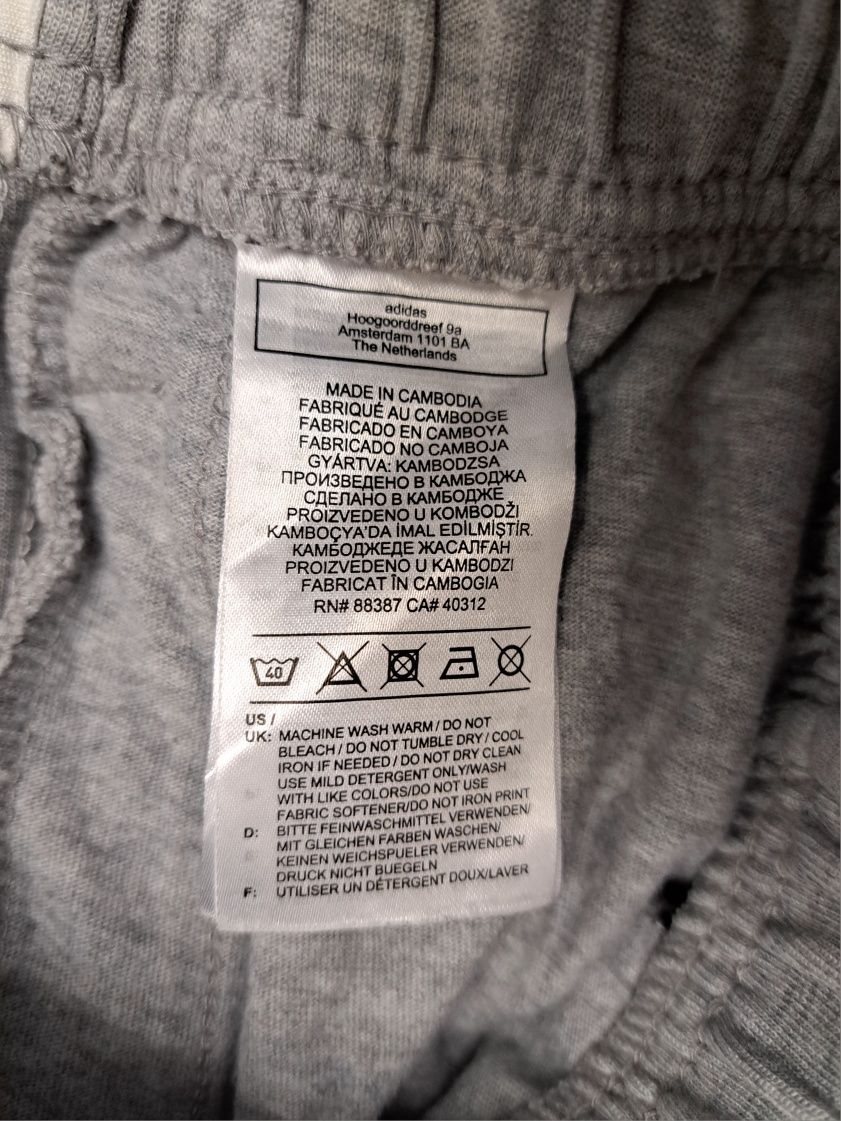 adidas
Hoogoorddreef 9a
Amsterdam 1101 BA
The Netherlands
MADE IN CAMBODIA
FABRIQUÉ AU CAMBODGE
FABRICADO EN CAMBOYA
FABRICADO NO CAMBOJA
GYÁRTVA: KAMBODZSA
ПРОИЗВЕДЕНО В КАМБОДЖА
СДЕЛАНО В КАМБОДЖЕ
PROIZVEDENO U KOMBODŽI
KAMBOÇYA'DA İMAL EDİLMİŞTİR.
КАМБОДЖЕДЕ ЖАСАЛҒАН
PROIZVEDENO U KAMBODZI
FABRICAT ÎN CAMBOGIA
RN# 88387 CA# 40312
40
US /
UK: MACHINE WASH WARM / DO NOT
BLEACH / DO NOT TUMBLE DRY / COOL
IRON IF NEEDED / DO NOT DRY CLEAN
USE MILD DETERGENT ONLY/WASH
WITH LIKE COLORS/DO NOT USE
FABRIC SOFTENER/DO NOT IRON PRINT
D: BITTE FEINWASCHMITTEL VERWENDEN/
MIT GLEICHEN FARBEN WASCHEN/
KEINEN WEICHSPUELER VERWENDEN/
DRUCK NICHT BUEGELN
F: UTILISER UN DÉTERGENT DOUX/LAVER